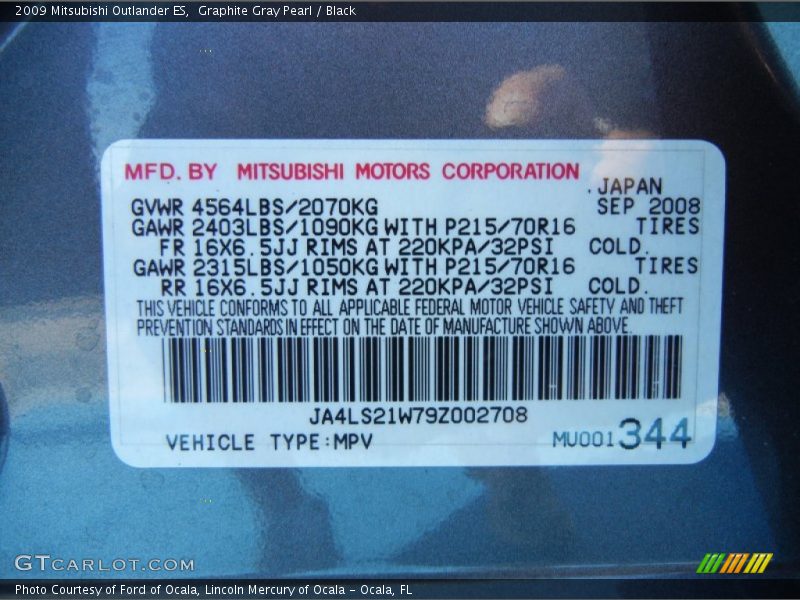 2009 Mitsubishi Outlander ES,  Graphite Gray Pearl / Black
MFD. BY MITSUBISHI MOTORS CORPORATION
.JAPAN
GVWR 4564LBS/2070KG SEP 2008
GAWR 2403LBS/1090KG WITH P215/70R16 TIRES
FR 16X6.5JJ RIMS AT 220KPA/32PSI COLD.
GAWR 2315LBS/1050KG WITH P215/70R16 TIRES
RR 16X6.5JJ RIMS AT 220KPA/32PSI COLD.
THIS VEHICLE CONFORMS TO ALL APPLICABLE FEDERAL MOTOR VEHICLE SAFETY AND THEFT
PREVENTION STANDARDS IN EFFECT ON THE DATE OF MANUFACTURE SHOWN ABOVE.
JA4LS21W79Z002708
VEHICLE TYPE:MPV MU001344
GTCARLOT.COM
Photo Courtesy of Ford of Ocala, Lincoln Mercury of Ocala - Ocala, FL